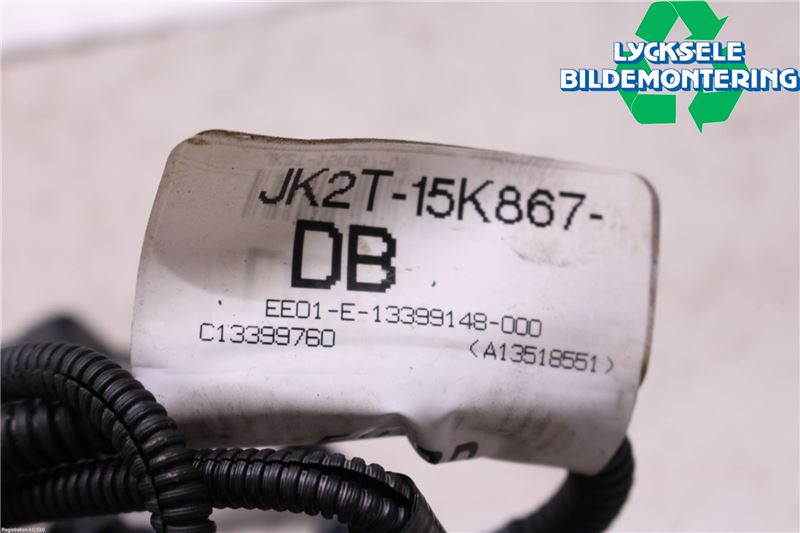 LYCKSELE
BILDEMONTERING
JK2T-15K867-
DB
EE01-E-13399148-000
C13399760
(A13518551)